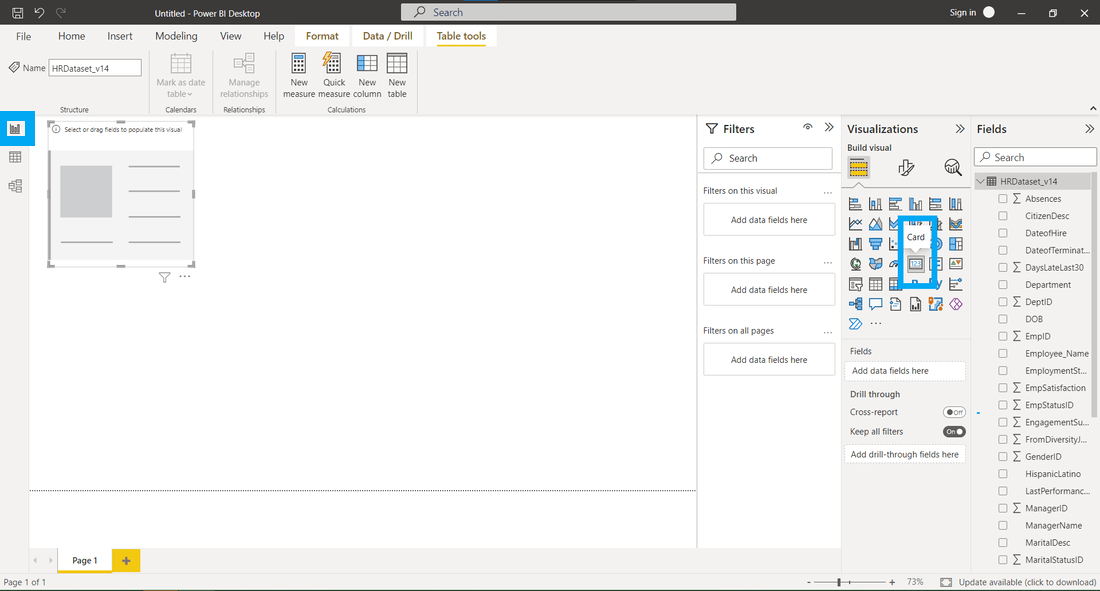 Untitled - Power BI Desktop
Search
Sign in
File
Home
Insert
Modeling
View
Help
Format
Data / Drill
Table tools
Name
HRDataset_v14
Mark as date
table
Manage
relationships
New
measure
Quick
measure
New
column
New
table
Structure
Calendars
Relationships
Calculations
Select or drag fields to populate this visual
Filters
Search
Filters on this visual
...
Add data fields here
Filters on this page
...
Add data fields here
Filters on all pages
...
Add data fields here
Visualizations
Build visual
Card
123
...
Fields
Add data fields here
Drill through
Cross-report
Off
Keep all filters
On
Add drill-through fields here
Fields
Search
HRDataset_v14
Absences
CitizenDesc
DateofHire
DateofTerminat...
DaysLateLast30
Department
DeptID
DOB
EmpID
Employee_Name
EmploymentSt...
EmpSatisfaction
EmpStatusID
EngagementSu...
FromDiversityJ...
GenderID
HispanicLatino
LastPerformanc...
ManagerID
ManagerName
MaritalDesc
MaritalStatusID
Page 1
Page 1 of 1
73%
Update available (click to download)